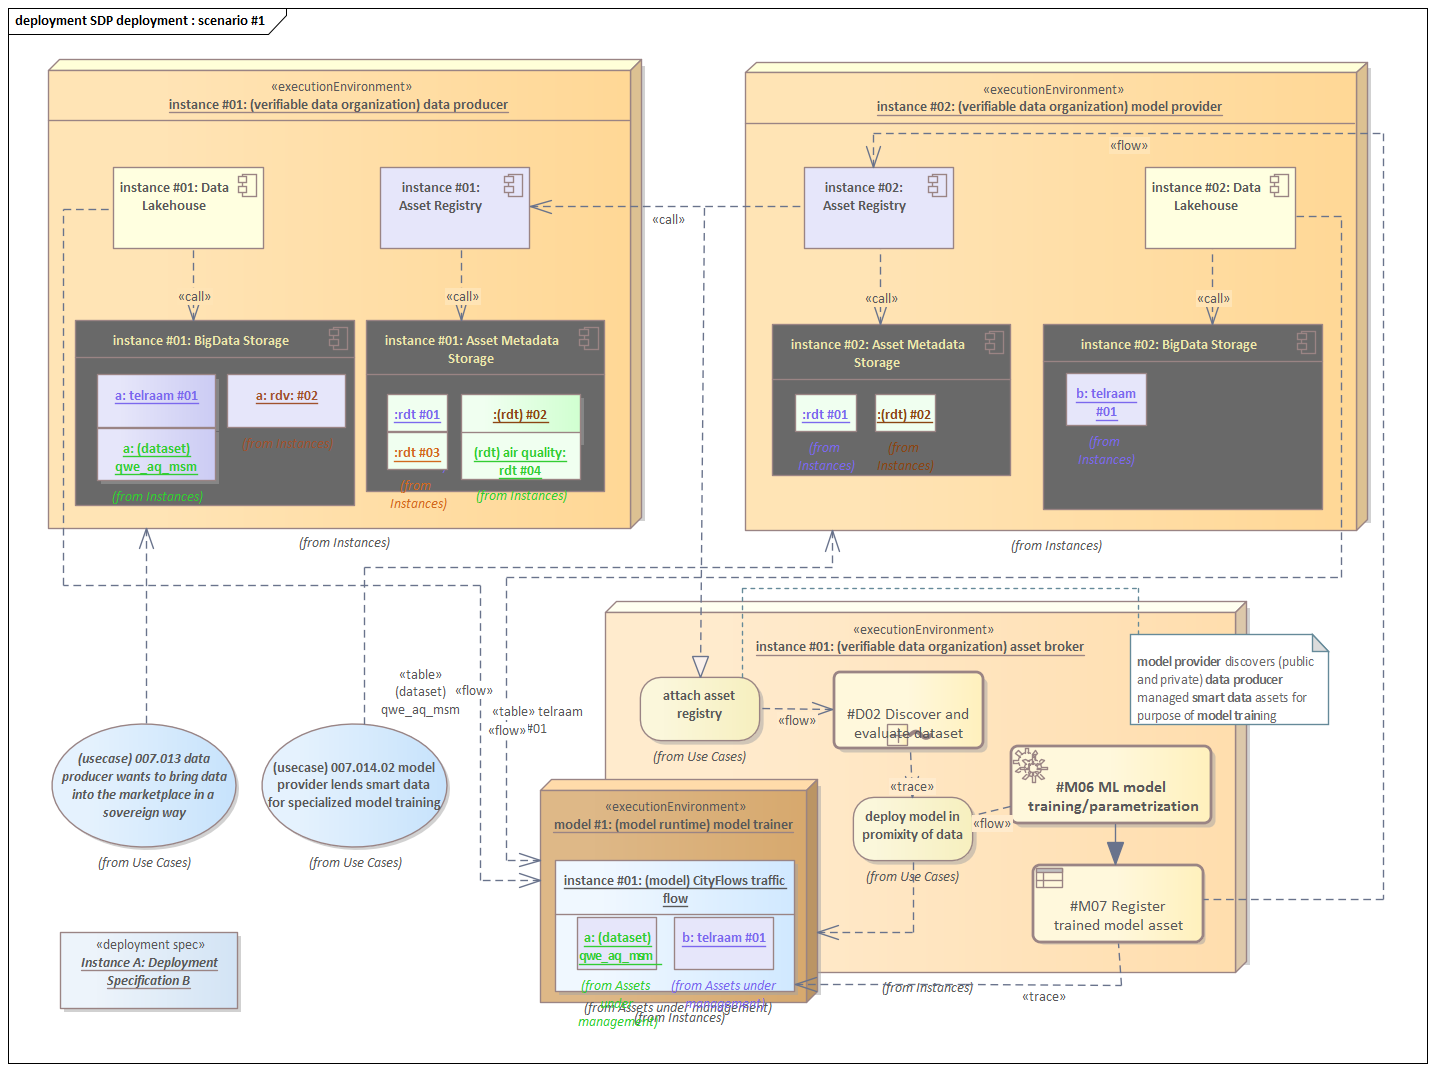 deployment SDP deployment : scenario #1
«executionEnvironment»
instance #01: (verifiable data organization) data producer
instance #01: Data
Lakehouse
instance #01:
Asset Registry
«call»
«call»
instance #01: BigData Storage
a: telraam #01
a: (dataset)
qwe_aq_msm
(from Instances)
a: rdv: #02
(from Instances)
instance #01: Asset Metadata
Storage
:rdt #01
:rdt #03
(from
Instances)
:(rdt) #02
(rdt) air quality:
rdt #04
(from Instances)
(from Instances)
«call»
«executionEnvironment»
instance #02: (verifiable data organization) model provider
«flow»
instance #02:
Asset Registry
instance #02: Data
Lakehouse
«call»
«call»
instance #02: Asset Metadata
Storage
:rdt #01
(from
Instances)
:(rdt) #02
(from
Instances)
instance #02: BigData Storage
b: telraam
#01
(from
Instances)
(from Instances)
«executionEnvironment»
instance #01: (verifiable data organization) asset broker
model provider discovers (public
and private) data producer
managed smart data assets for
purpose of model training
attach asset
registry
(from Use Cases)
«flow»
#D02 Discover and
evaluate dataset
«trace»
#M06 ML model
training/parametrization
deploy model in
promixity of data
(from Use Cases)
«flow»
#M07 Register
trained model asset
(from Instances)
«trace»
«table»
(dataset)
qwe_aq_msm
«flow»
«table» telraam
#01
«flow»
(usecase) 007.013 data
producer wants to bring data
into the marketplace in a
sovereign way
(from Use Cases)
(usecase) 007.014.02 model
provider lends smart data
for specialized model training
(from Use Cases)
«executionEnvironment»
model #1: (model runtime) model trainer
instance #01: (model) CityFlows traffic
flow
a: (dataset)
qwe_aq_msm
(from Assets
under
management)
b: telraam #01
(from Assets under
management)
(from Assets under management)
(from Instances)
«deployment spec»
Instance A: Deployment
Specification B